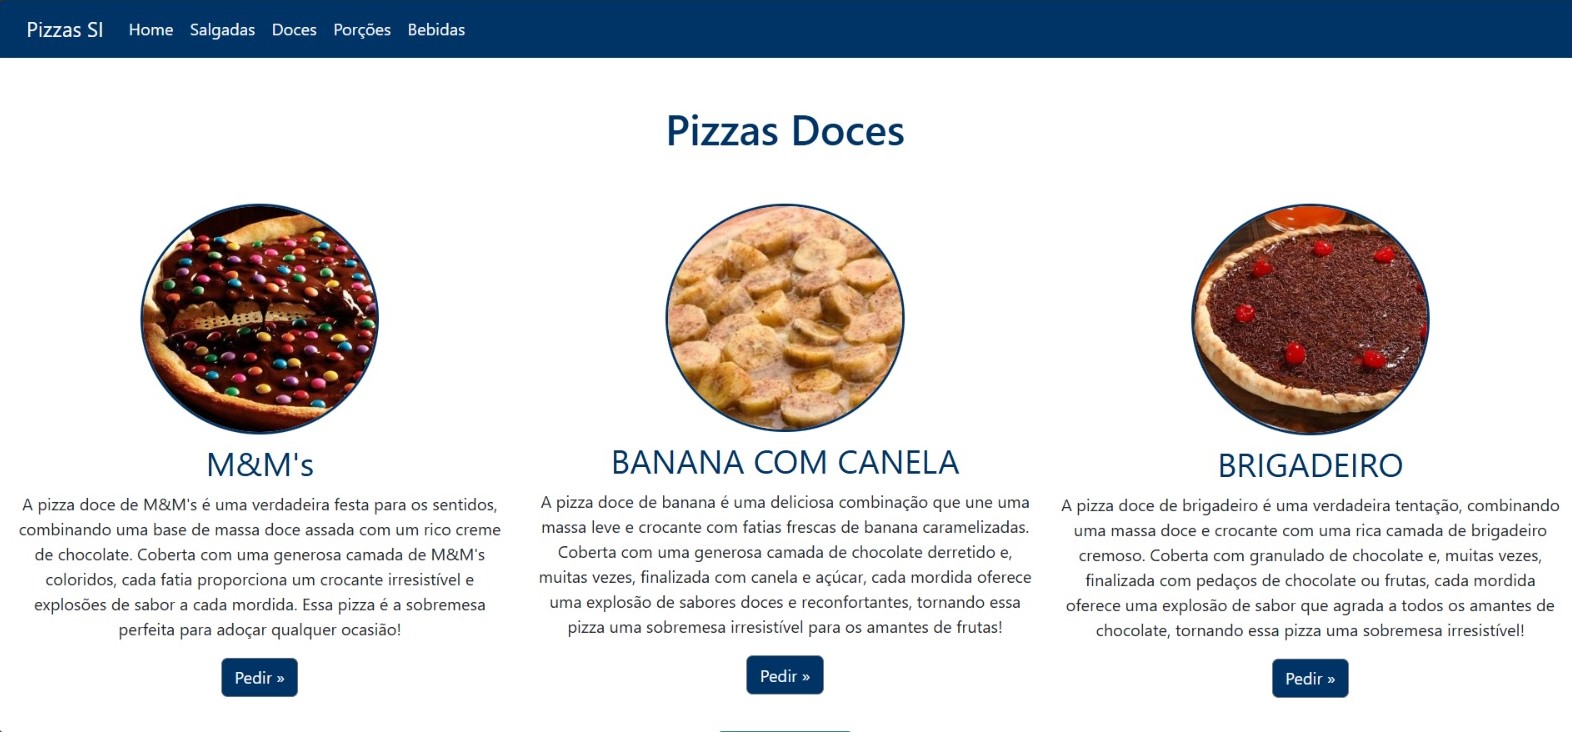 Pizzas SI Home Salgadas Doces Porções Bebidas
Pizzas Doces
M&M's
A pizza doce de M&M's é uma verdadeira festa para os sentidos,
combinando uma base de massa doce assada com um rico creme
de chocolate. Coberta com uma generosa camada de M&M's
coloridos, cada fatia proporciona um crocante irresistível e
explosões de sabor a cada mordida. Essa pizza é a sobremesa
perfeita para adoçar qualquer ocasião!
Pedir »
BANANA COM CANELA
A pizza doce de banana é uma deliciosa combinação que une uma
massa leve e crocante com fatias frescas de banana caramelizadas.
Coberta com uma generosa camada de chocolate derretido e,
muitas vezes, finalizada com canela e açúcar, cada mordida oferece
uma explosão de sabores doces e reconfortantes, tornando essa
pizza uma sobremesa irresistível para os amantes de frutas!
Pedir »
BRIGADEIRO
A pizza doce de brigadeiro é uma verdadeira tentação, combinando
uma massa doce e crocante com uma rica camada de brigadeiro
cremoso. Coberta com granulado de chocolate e, muitas vezes,
finalizada com pedaços de chocolate ou frutas, cada mordida
oferece uma explosão de sabor que agrada a todos os amantes de
chocolate, tornando essa pizza uma sobremesa irresistível!
Pedir »